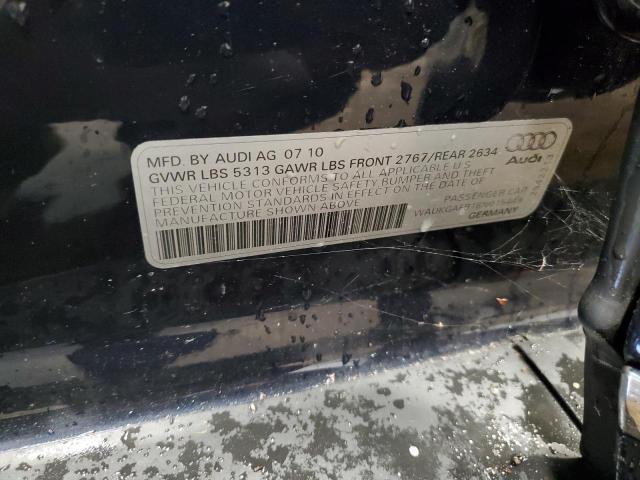 MFD. BY AUDI AG 07 10
GVWR LBS 5313 GAWR LBS FRONT 2767/REAR 2634
THIS VEHICLE CONFORMS TO ALL APPLICABLE U S
FEDERAL MOTOR VEHICLE SAFETY BUMPER AND THEFT
PREVENTION STANDARDS IN EFFECT ON THE DATE OF
MANUFACTURE SHOWN ABOVE
Audi
PASSENGER CAR
GERMANY